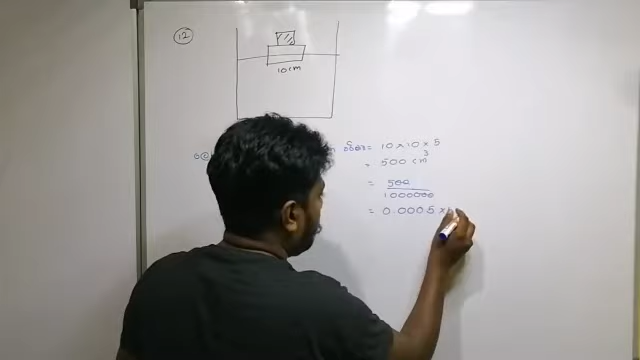 12
10 cm
= 10 × 10 × 5
= 500 cm³
= 500
1000000
= 0.0005 ×